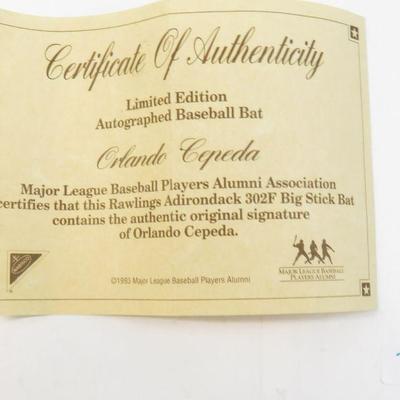 Certificate Of Authenticity
Limited Edition
Autographed Baseball Bat
Orlando Cepeda
Major League Baseball Players Alumni Association
certifies that this Rawlings Adirondack 302F Big Stick Bat
contains the authentic original signature
of Orlando Cepeda.
©1993 Major League Baseball Players Alumni
MAJOR LEAGUE BASEBALL
PLAYERS ALUMNI